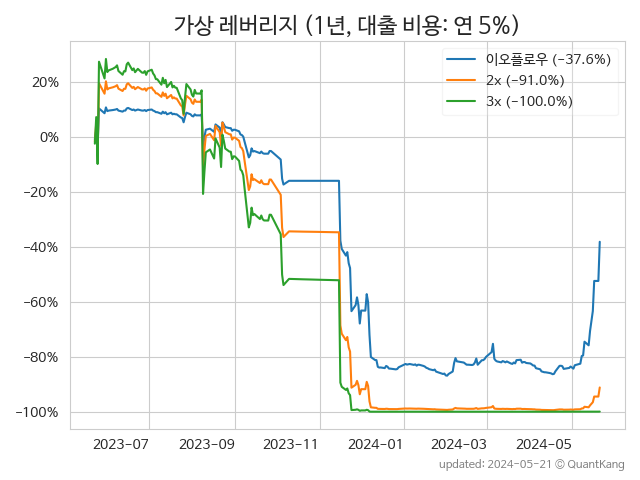 가상 레버리지 (1년, 대출 비용: 연 5%)
이오플로우 (−37.6%)
2x (−91.0%)
3x (−100.0%)
20%
0%
−20%
−40%
−60%
−80%
−100%
2023-07 2023-09 2023-11 2024-01 2024-03 2024-05
updated: 2024-05-21 © QuantKang